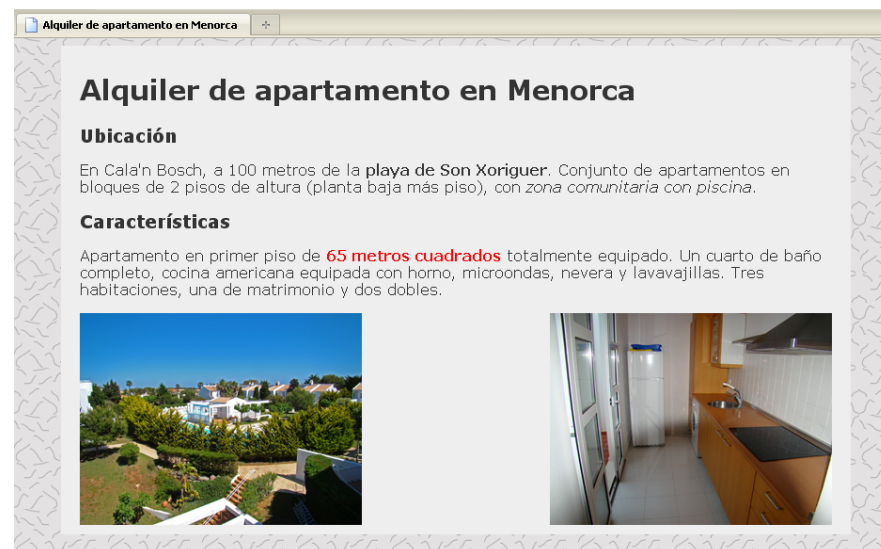 Alquiler de apartamento en Menorca
Alquiler de apartamento en Menorca
Ubicación
En Cala'n Bosch, a 100 metros de la playa de Son Xoriguer. Conjunto de apartamentos en
bloques de 2 pisos de altura (planta baja más piso), con zona comunitaria con piscina.
Características
Apartamento en primer piso de 65 metros cuadrados totalmente equipado. Un cuarto de baño
completo, cocina americana equipada con horno, microondas, nevera y lavavajillas. Tres
habitaciones, una de matrimonio y dos dobles.